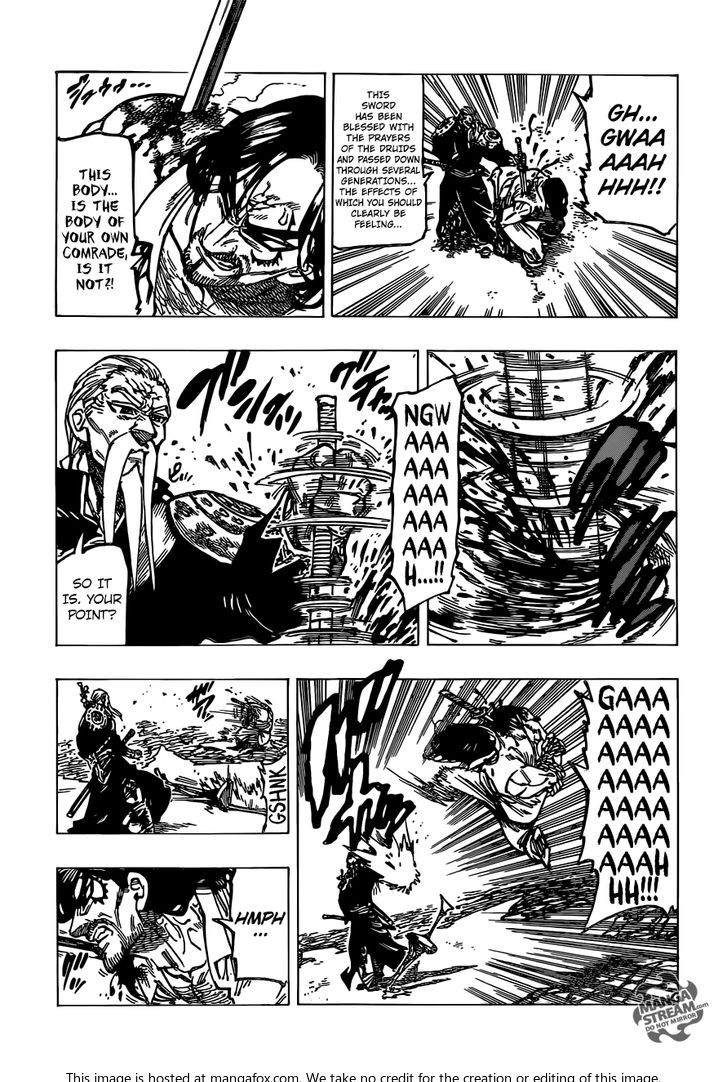 GH...
GWAA
AAAH
HHH!!
THIS
SWORD
HAS BEEN
BLESSED WITH
THE PRAYERS
OF THE DRUIDS
AND PASSED DOWN
THROUGH SEVERAL
GENERATIONS...
THE EFFECTS OF
WHICH YOU SHOULD
CLEARLY BE
FEELING...
THIS
BODY...
IS THE
BODY OF
YOUR OWN
COMRADE,
IS IT
NOT?!
NGW
AAA
AAA
AAA
AAA
AAA
H...!!
SO IT
IS. YOUR
POINT?
GAAA
AAAA
AAAA
AAAA
AAAA
AAAA
AAAH
HH!!!
GSHNK
HMPH
...
MANGA
STREAM.com
DO NOT MIRROR
This image is hosted at mangafox.com. We take no credit for the creation or editing of this image.